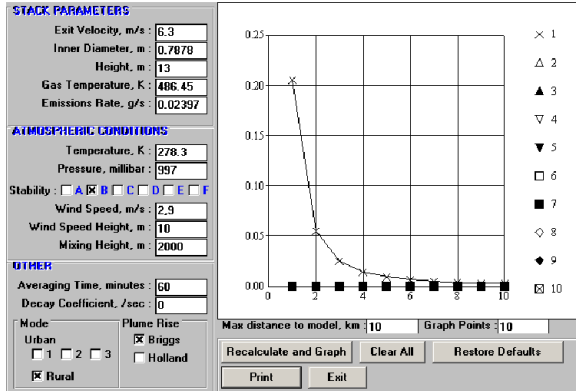 STACK PARAMETERS
Exit Velocity, m/s : 6.3
Inner Diameter, m : 0.7878
Height, m : 13
Gas Temperature, K : 486.45
Emissions Rate, g/s : 0.02397
ATMOSPHERIC CONDITIONS
Temperature, K : 278.3
Pressure, millibar : 997
Stability : A B C D E F
Wind Speed, m/s : 2.9
Wind Speed Height, m : 10
Mixing Height, m : 2000
OTHER
Averaging Time, minutes : 60
Decay Coefficient, /sec : 0
Mode
Urban
1 2 3
Rural
Plume Rise
Briggs
Holland
0.25
0.20
0.15
0.10
0.05
0.00
0 2 4 6 8 10
1
2
3
4
5
6
7
8
9
10
Max distance to model, km : 10 Graph Points : 10
Recalculate and Graph Clear All Restore Defaults
Print Exit